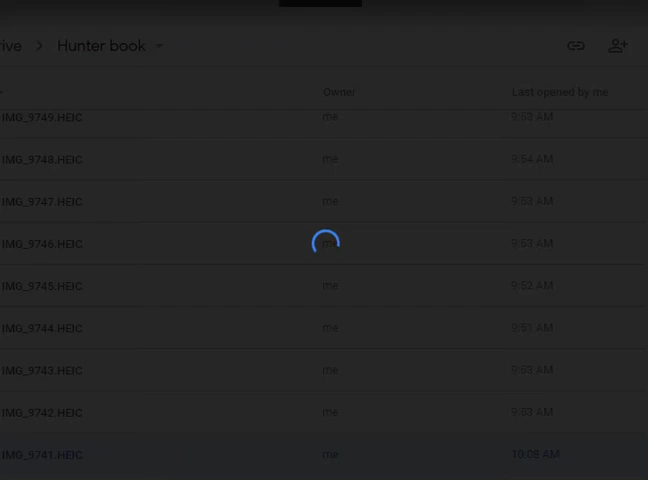 rive > Hunter book
Owner Last opened by me
IMG_9749.HEIC me 9:53 AM
IMG_9748.HEIC me 9:54 AM
IMG_9747.HEIC me 9:53 AM
IMG_9746.HEIC me 9:53 AM
IMG_9745.HEIC me 9:52 AM
IMG_9744.HEIC me 9:51 AM
IMG_9743.HEIC me 9:53 AM
IMG_9742.HEIC me 9:53 AM
IMG_9741.HEIC me 10:05 AM